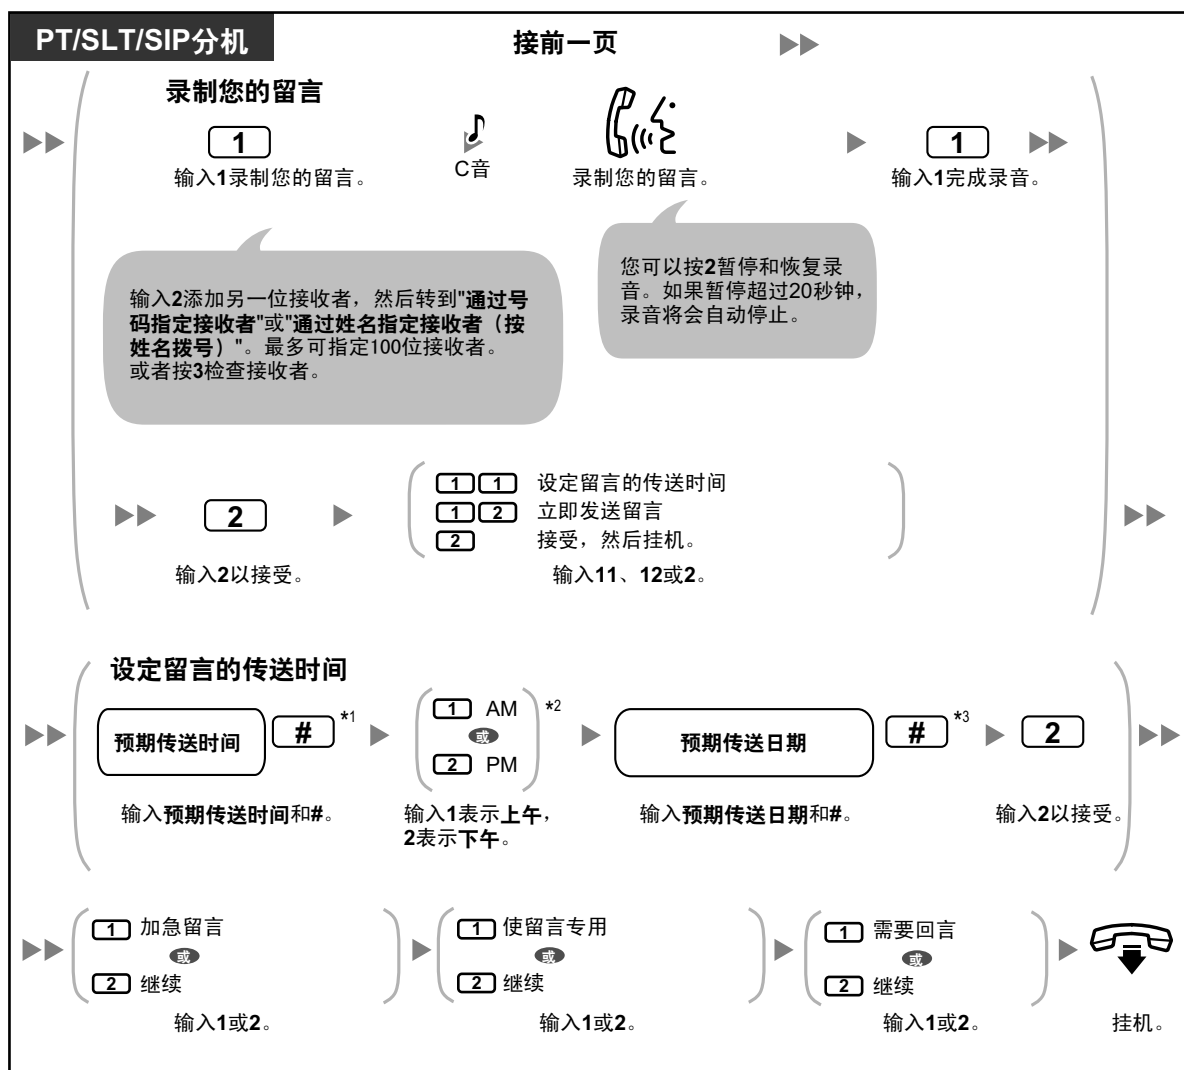 PT/SLT/SIP分机
接前一页
录制您的留言
1
输入1录制您的留言。
C音
录制您的留言。
1
输入1完成录音。
输入2添加另一位接收者，然后转到"通过号
码指定接收者"或"通过姓名指定接收者（按
姓名拨号）"。最多可指定100位接收者。
或者按3检查接收者。
您可以按2暂停和恢复录
音。如果暂停超过20秒钟，
录音将会自动停止。
2
输入2以接受。
1 1 设定留言的传送时间
1 2 立即发送留言
2 接受，然后挂机。
输入11、12或2。
设定留言的传送时间
预期传送时间 # *1
输入预期传送时间和#。
1 AM *2
或
2 PM
输入1表示上午，
2表示下午。
预期传送日期 # *3
输入预期传送日期和#。
2
输入2以接受。
1 加急留言
或
2 继续
输入1或2。
1 使留言专用
或
2 继续
输入1或2。
1 需要回言
或
2 继续
输入1或2。
挂机。